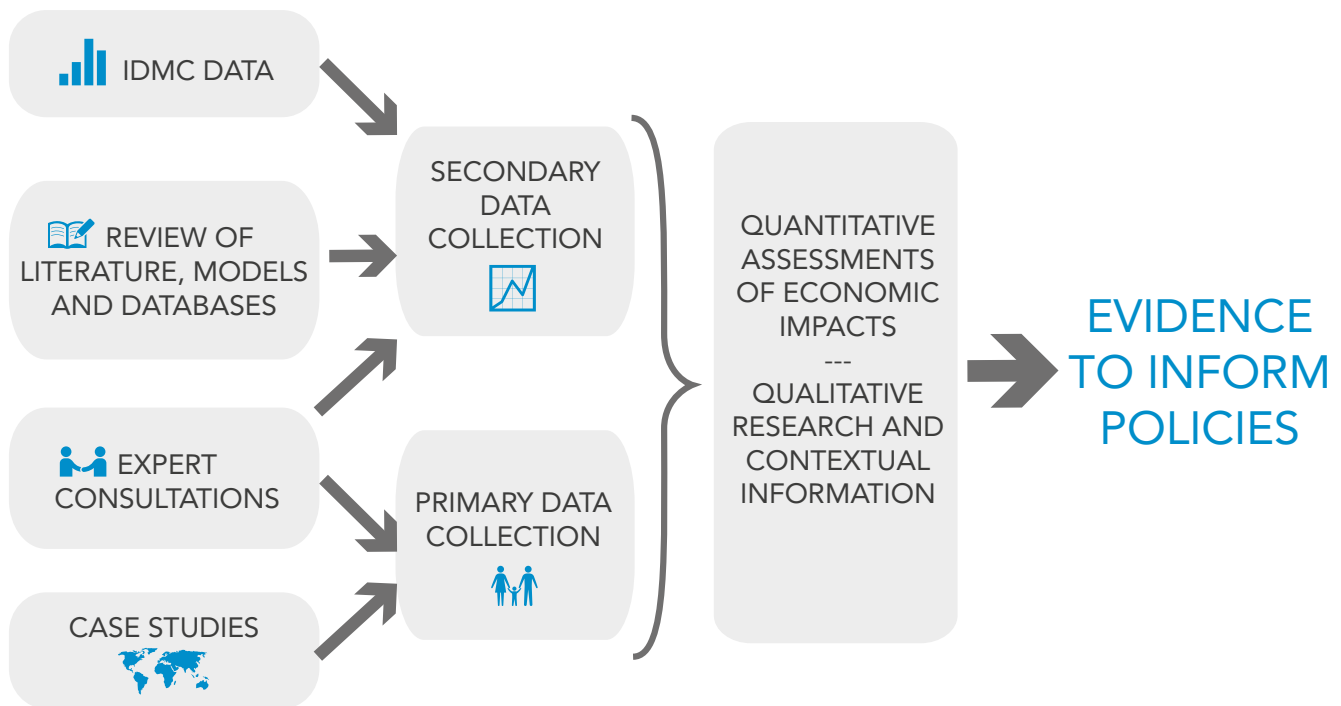 IDMC DATA
REVIEW OF
LITERATURE, MODELS
AND DATABASES
EXPERT
CONSULTATIONS
CASE STUDIES
SECONDARY
DATA
COLLECTION
PRIMARY DATA
COLLECTION
QUANTITATIVE
ASSESSMENTS
OF ECONOMIC
IMPACTS
---
QUALITATIVE
RESEARCH AND
CONTEXTUAL
INFORMATION
EVIDENCE
TO INFORM
POLICIES